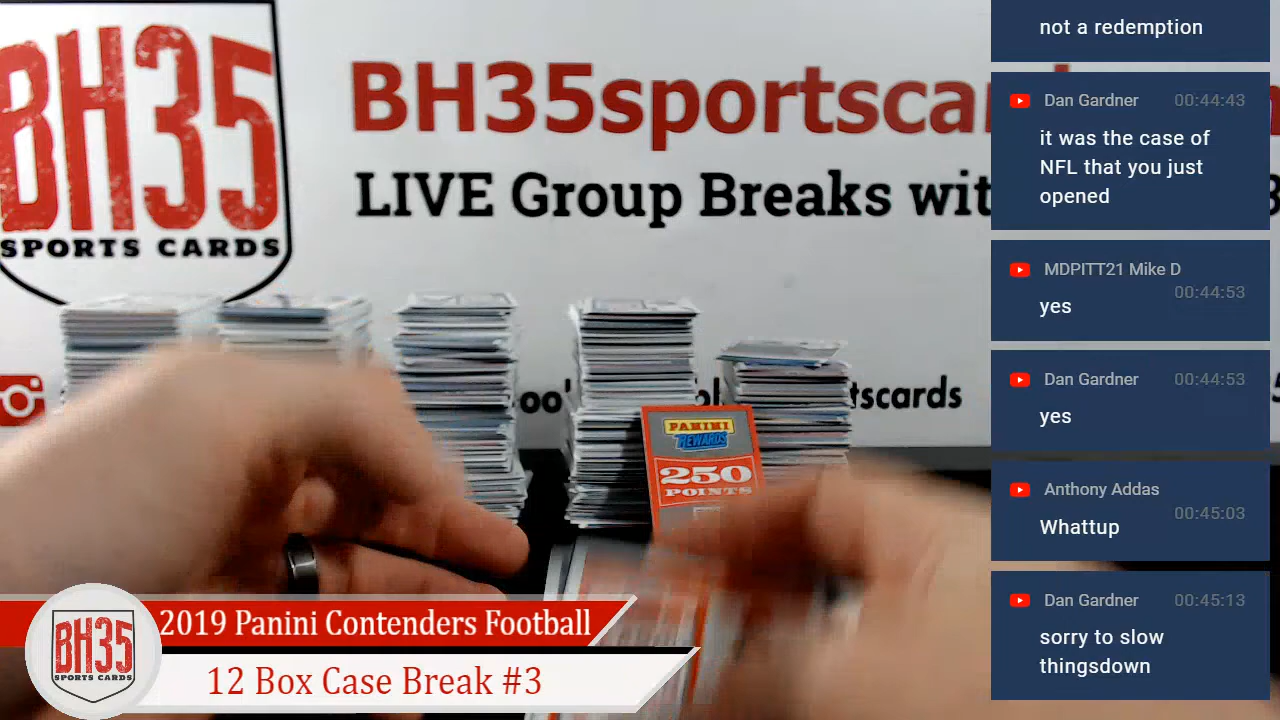 BH35
SPORTS CARDS
BH35sportscar
LIVE Group Breaks wit
tscards
PANINI
REWARDS
250
POINTS
BH35
SPORTS CARDS
2019 Panini Contenders Football
12 Box Case Break #3
not a redemption
Dan Gardner 00:44:43
it was the case of
NFL that you just
opened
MDPITT21 Mike D
00:44:53
yes
Dan Gardner 00:44:53
yes
Anthony Addas
00:45:03
Whattup
Dan Gardner 00:45:13
sorry to slow
thingsdown